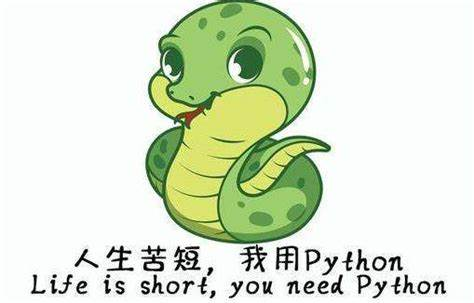 人生苦短，我用Python
Life is short, you need Python